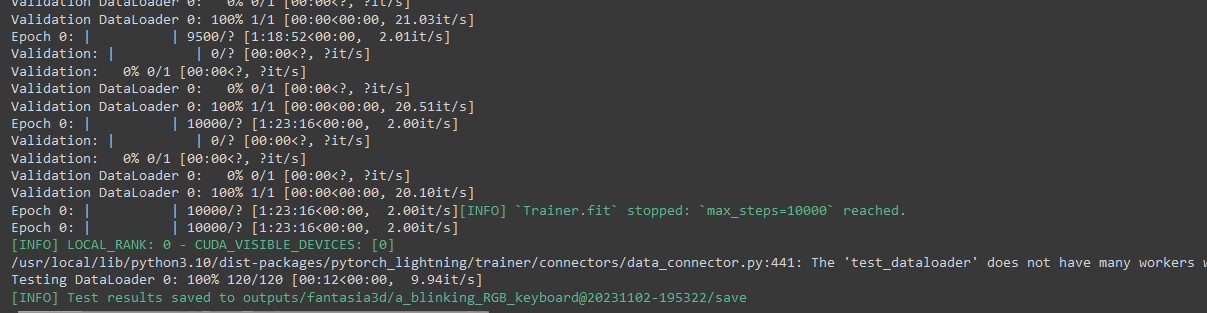 Validation DataLoader 0:   0% 0/1 [00:00<?, ?it/s]
Validation DataLoader 0: 100% 1/1 [00:00<00:00, 21.03it/s]
Epoch 0: |          | 9500/? [1:18:52<00:00,  2.01it/s]
Validation: |          | 0/? [00:00<?, ?it/s]
Validation:   0% 0/1 [00:00<?, ?it/s]
Validation DataLoader 0:   0% 0/1 [00:00<?, ?it/s]
Validation DataLoader 0: 100% 1/1 [00:00<00:00, 20.51it/s]
Epoch 0: |          | 10000/? [1:23:16<00:00,  2.00it/s]
Validation: |          | 0/? [00:00<?, ?it/s]
Validation:   0% 0/1 [00:00<?, ?it/s]
Validation DataLoader 0:   0% 0/1 [00:00<?, ?it/s]
Validation DataLoader 0: 100% 1/1 [00:00<00:00, 20.10it/s]
Epoch 0: |          | 10000/? [1:23:16<00:00,  2.00it/s][INFO] `Trainer.fit` stopped: `max_steps=10000` reached.
Epoch 0: |          | 10000/? [1:23:16<00:00,  2.00it/s]
[INFO] LOCAL_RANK: 0 - CUDA_VISIBLE_DEVICES: [0]
/usr/local/lib/python3.10/dist-packages/pytorch_lightning/trainer/connectors/data_connector.py:441: The 'test_dataloader' does not have many workers w
Testing DataLoader 0: 100% 120/120 [00:12<00:00,  9.94it/s]
[INFO] Test results saved to outputs/fantasia3d/a_blinking_RGB_keyboard@20231102-195322/save